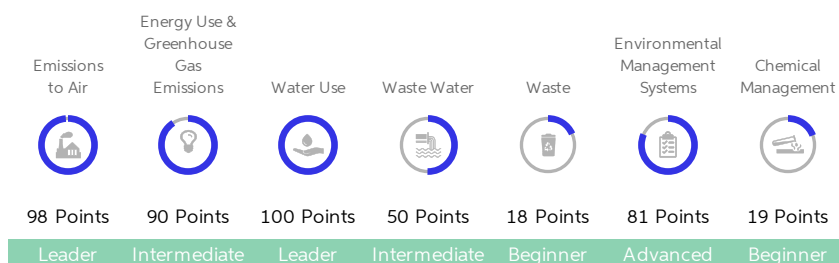 Emissions
to Air
Energy Use &
Greenhouse
Gas
Emissions
Water Use
Waste Water
Waste
Environmental
Management
Systems
Chemical
Management
98 Points
90 Points
100 Points
50 Points
18 Points
81 Points
19 Points
Leader
Intermediate
Leader
Intermediate
Beginner
Advanced
Beginner